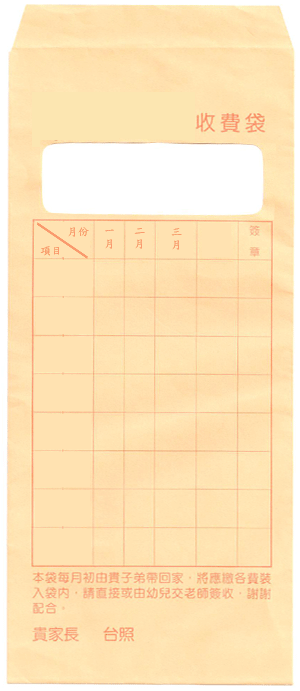 收費袋
月份 一月 二月 三月 簽章
項目
本袋每月初由貴子弟帶回家，將應繳各費裝
入袋內，請直接或由幼兒交老師簽收，謝謝
配合。
貴家長 台照